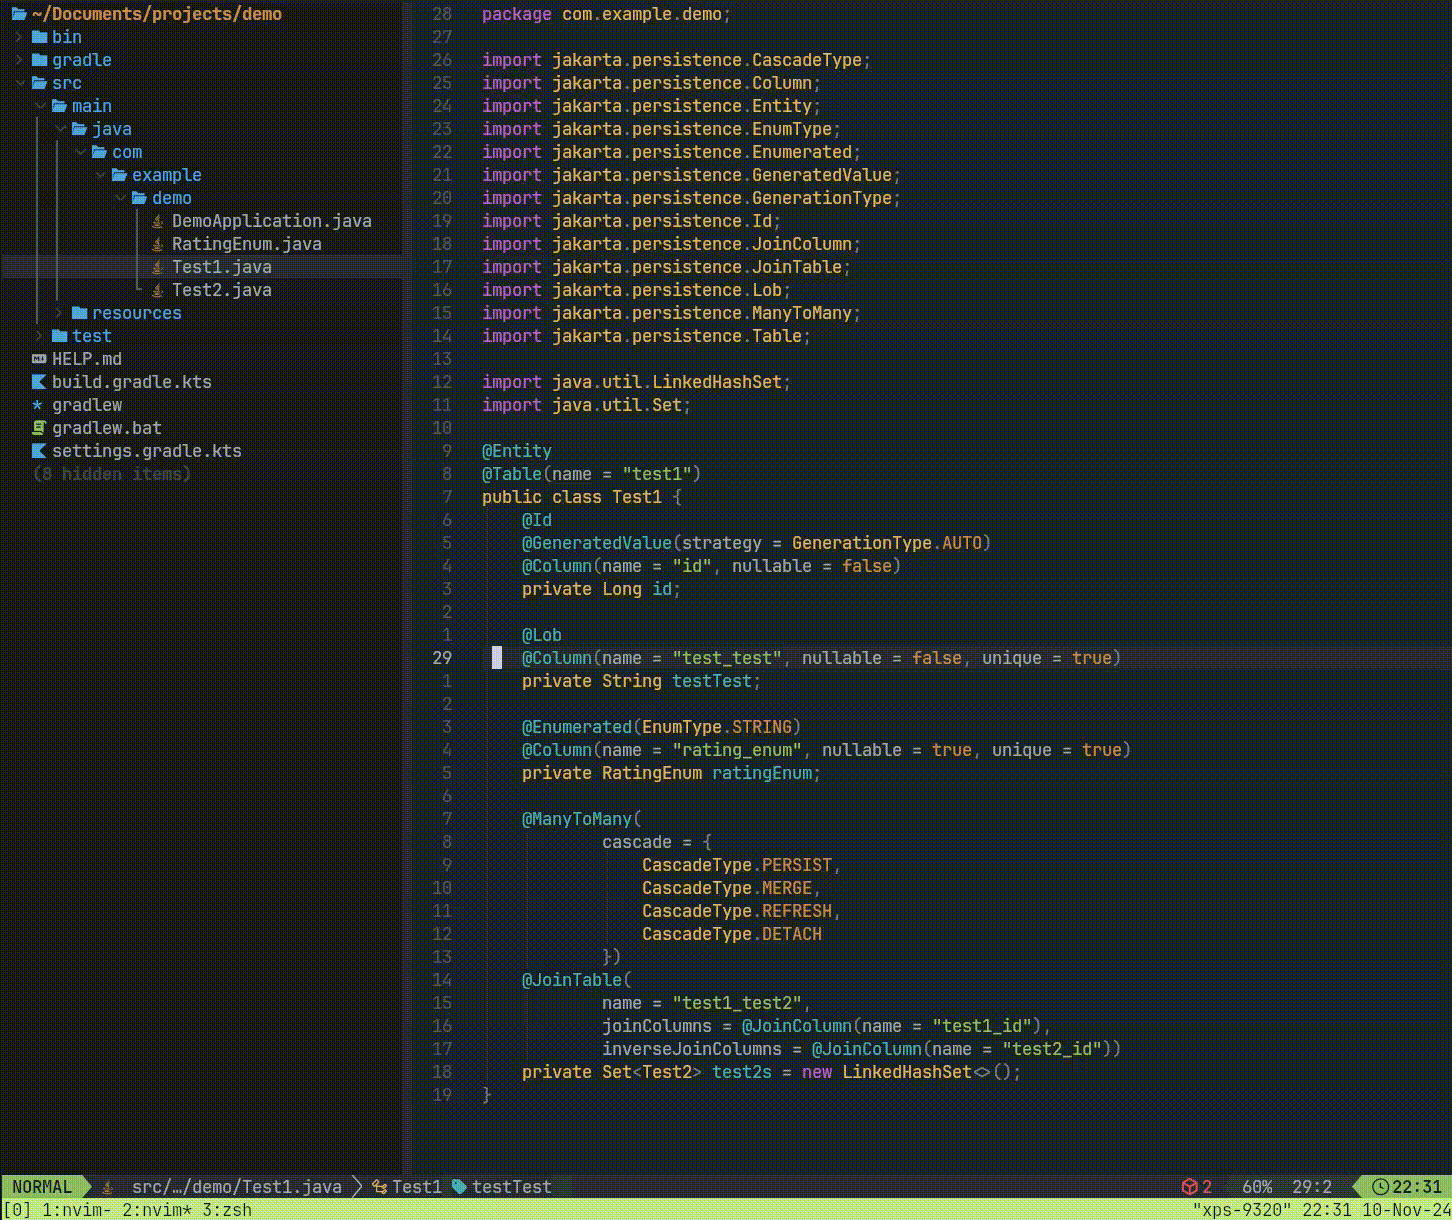 ~/Documents/projects/demo
bin
gradle
src
main
java
com
example
demo
DemoApplication.java
RatingEnum.java
Test1.java
Test2.java
resources
test
HELP.md
build.gradle.kts
gradlew
gradlew.bat
settings.gradle.kts
(8 hidden items)
28 package com.example.demo;
27
26 import jakarta.persistence.CascadeType;
25 import jakarta.persistence.Column;
24 import jakarta.persistence.Entity;
23 import jakarta.persistence.EnumType;
22 import jakarta.persistence.Enumerated;
21 import jakarta.persistence.GeneratedValue;
20 import jakarta.persistence.GenerationType;
19 import jakarta.persistence.Id;
18 import jakarta.persistence.JoinColumn;
17 import jakarta.persistence.JoinTable;
16 import jakarta.persistence.Lob;
15 import jakarta.persistence.ManyToMany;
14 import jakarta.persistence.Table;
13
12 import java.util.LinkedHashSet;
11 import java.util.Set;
10
9 @Entity
8 @Table(name = "test1")
7 public class Test1 {
6 @Id
5 @GeneratedValue(strategy = GenerationType.AUTO)
4 @Column(name = "id", nullable = false)
3 private Long id;
2
1 @Lob
29 @Column(name = "test_test", nullable = false, unique = true)
1 private String testTest;
2
3 @Enumerated(EnumType.STRING)
4 @Column(name = "rating_enum", nullable = true, unique = true)
5 private RatingEnum ratingEnum;
6
7 @ManyToMany(
8 cascade = {
9 CascadeType.PERSIST,
10 CascadeType.MERGE,
11 CascadeType.REFRESH,
12 CascadeType.DETACH
13 })
14 @JoinTable(
15 name = "test1_test2",
16 joinColumns = @JoinColumn(name = "test1_id"),
17 inverseJoinColumns = @JoinColumn(name = "test2_id"))
18 private Set<Test2> test2s = new LinkedHashSet<>();
19 }
NORMAL src/…/demo/Test1.java Test1 testTest 2 60% 29:2 22:31
[0] 1:nvim- 2:nvim* 3:zsh "xps-9320" 22:31 10-Nov-24